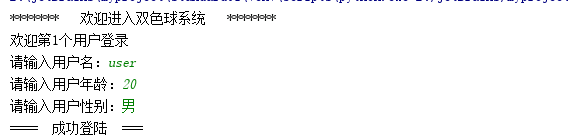 ********   欢迎进入双色球系统   ********
欢迎第1个用户登录
请输入用户名：user
请输入用户年龄：20
请输入用户性别：男
====  成功登陆  ===